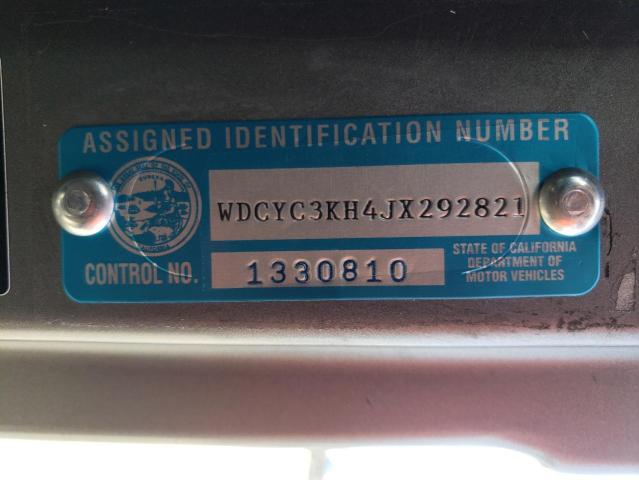 ASSIGNED IDENTIFICATION NUMBER
WDCYC3KH4JX292821
CONTROL NO. 1330810
STATE OF CALIFORNIA
DEPARTMENT OF
MOTOR VEHICLES